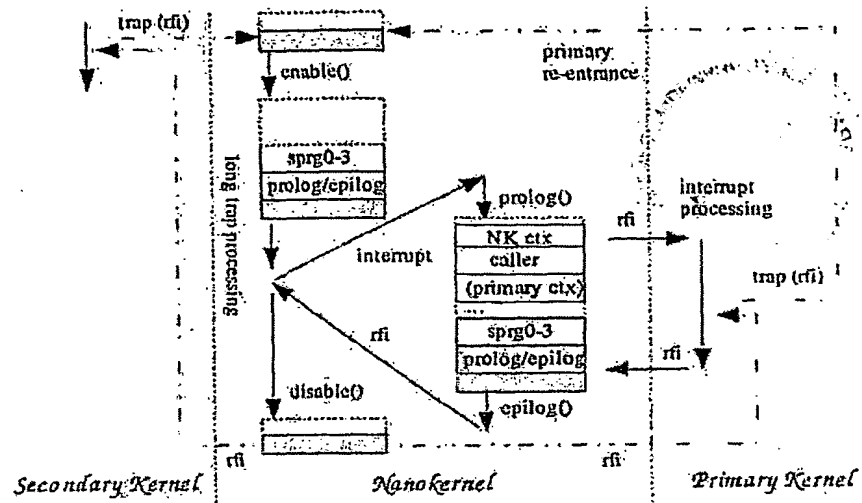 trap (rfi)
primary
re-entrance
enable()
sprg0-3
prolog/epilog
long trap processing
prolog()
interrupt
processing
NK ctx
rfi
interrupt
caller
(primary ctx)
trap (rfi)
....
rfi
sprg0-3
prolog/epilog
rfi
disable()
epilog()
rfi
rfi
Secondary Kernel
Nanokernel
Primary Kernel